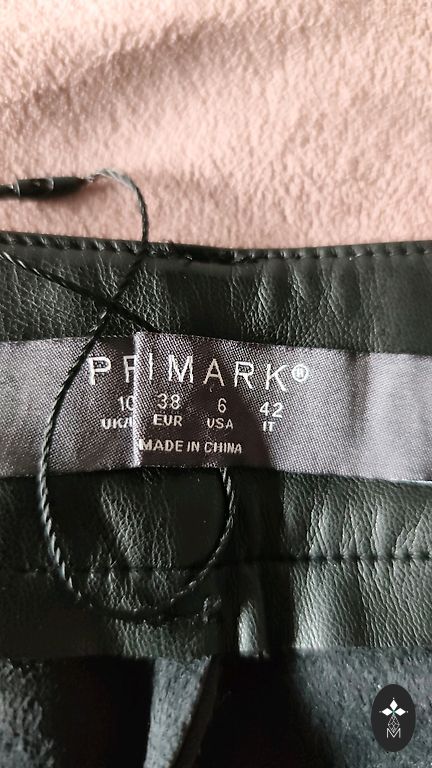 PRIMARK®
10 38 6 42
UK/ EUR USA IT
MADE IN CHINA
M